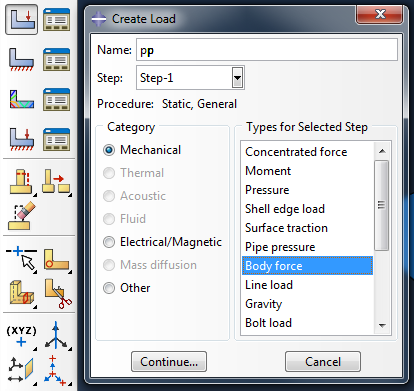 Create Load
Name: pp
Step: Step-1
Procedure: Static, General
Category
Mechanical
Thermal
Acoustic
Fluid
Electrical/Magnetic
Mass diffusion
Other
Types for Selected Step
Concentrated force
Moment
Pressure
Shell edge load
Surface traction
Pipe pressure
Body force
Line load
Gravity
Bolt load
Continue...
Cancel
(XYZ)